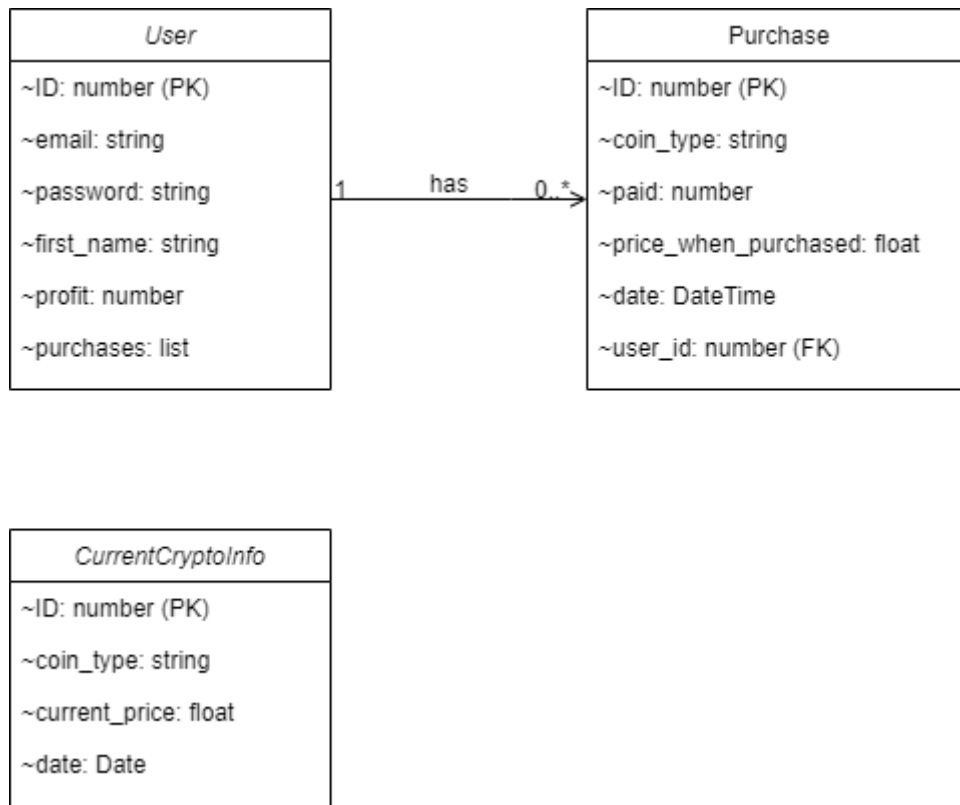 User
~ID: number (PK)
~email: string
~password: string
~first_name: string
~profit: number
~purchases: list
1 has 0..*
Purchase
~ID: number (PK)
~coin_type: string
~paid: number
~price_when_purchased: float
~date: DateTime
~user_id: number (FK)
CurrentCryptoInfo
~ID: number (PK)
~coin_type: string
~current_price: float
~date: Date